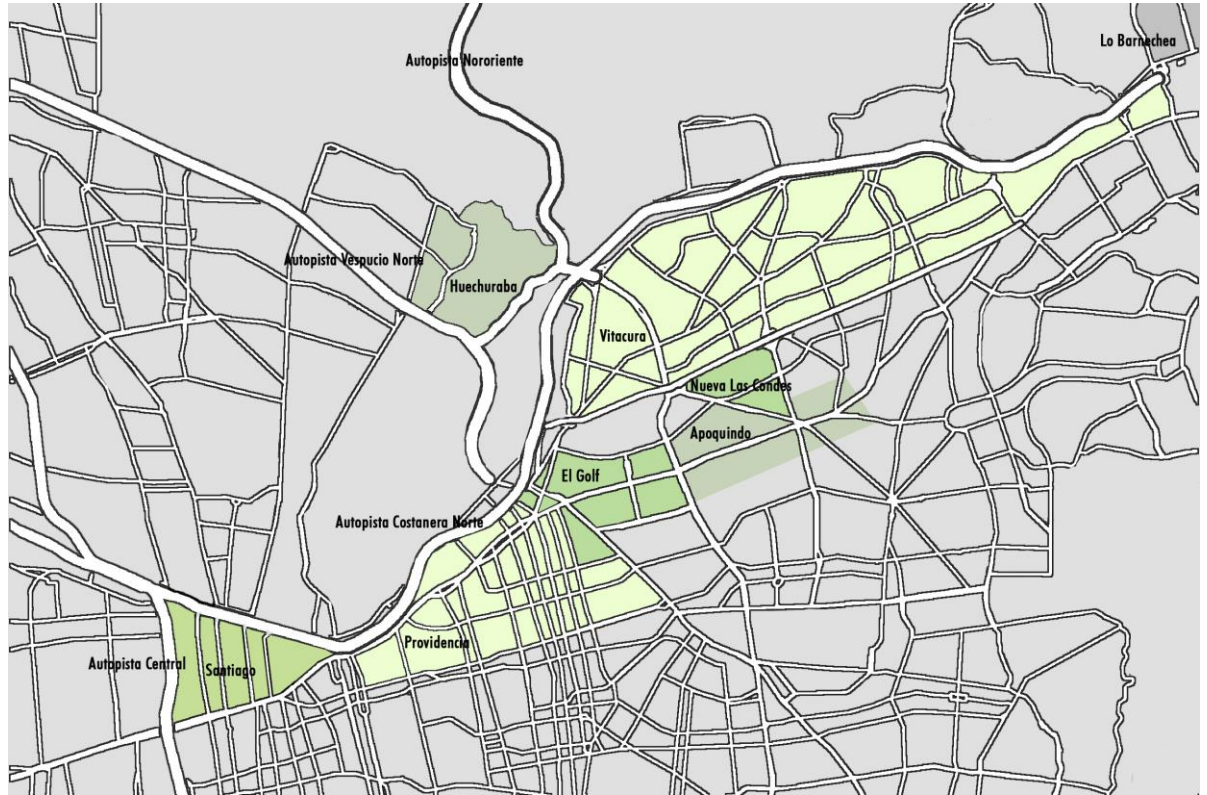 Lo Barnechea
Autopista Nororiente
Autopista Vespucio Norte
Huechuraba
Vitacura
Nueva Las Condes
Apoquindo
El Golf
Autopista Costanera Norte
Providencia
Autopista Central
Santiago